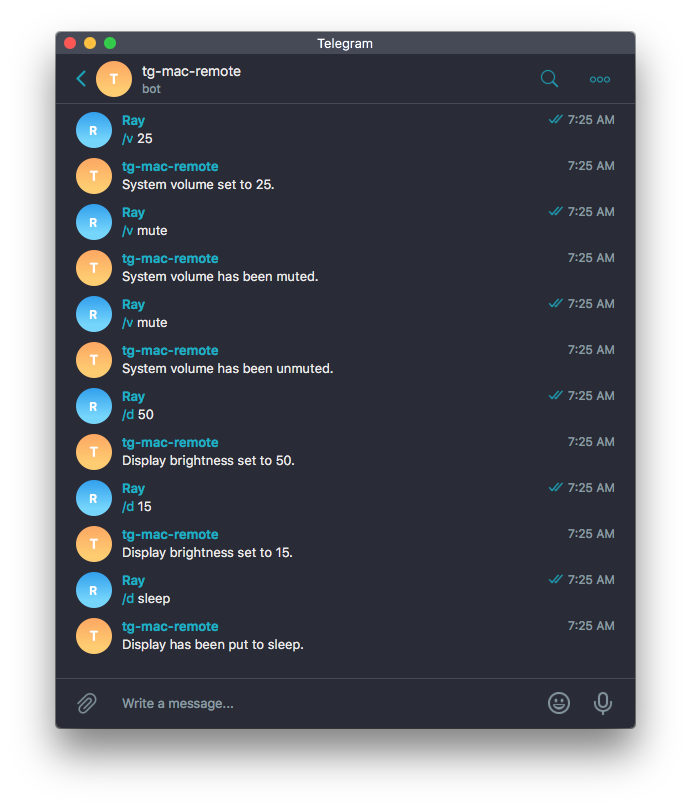 Telegram
T
tg-mac-remote
bot
R
Ray
7:25 AM
/v 25
T
tg-mac-remote
7:25 AM
System volume set to 25.
R
Ray
7:25 AM
/v mute
T
tg-mac-remote
7:25 AM
System volume has been muted.
R
Ray
7:25 AM
/v mute
T
tg-mac-remote
7:25 AM
System volume has been unmuted.
R
Ray
7:25 AM
/d 50
T
tg-mac-remote
7:25 AM
Display brightness set to 50.
R
Ray
7:25 AM
/d 15
T
tg-mac-remote
7:25 AM
Display brightness set to 15.
R
Ray
7:25 AM
/d sleep
T
tg-mac-remote
7:25 AM
Display has been put to sleep.
Write a message...